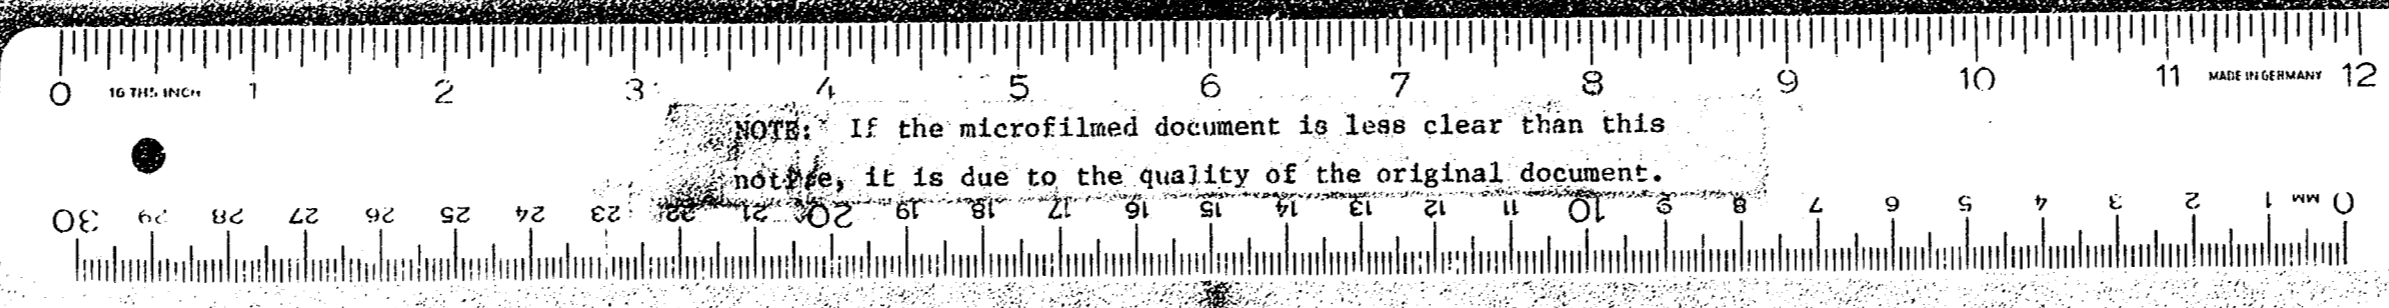 0 16 THS INCH 1 2 3 4 5 6 7 8 9 10 11 MADE IN GERMANY 12
NOTE: If the microfilmed document is less clear than this
notice, it is due to the quality of the original document.
30 29 28 27 26 25 24 23 22 21 20 19 18 17 16 15 14 13 12 11 10 9 8 7 6 5 4 3 2 1 MM 0